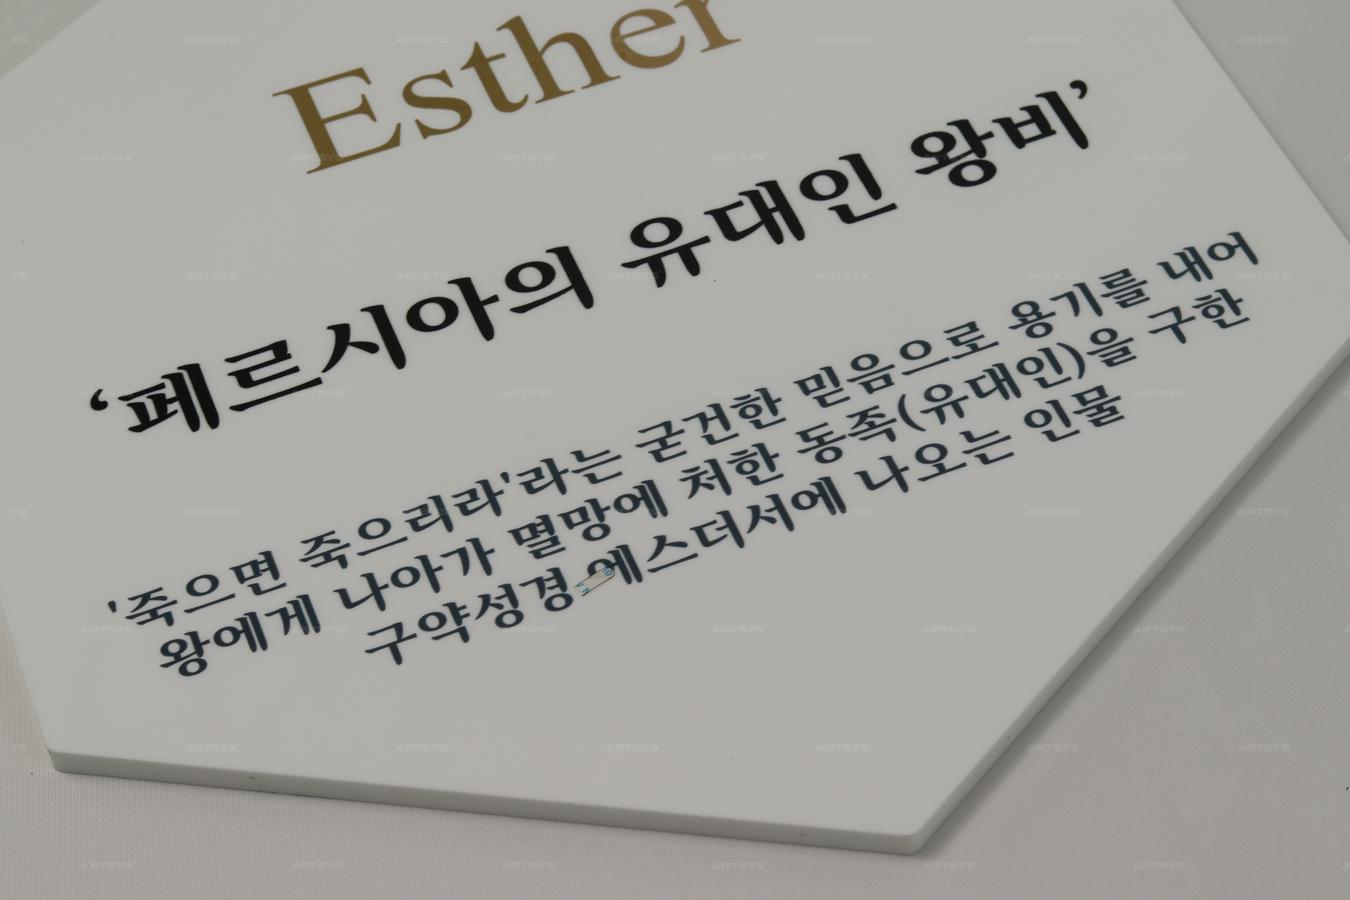 Esther
‘페르시아의 유대인 왕비’
'죽으면 죽으리라'라는 굳건한 믿음으로 용기를 내어
왕에게 나아가 멸망에 처한 동족(유대인)을 구한
구약성경 에스더서에 나오는 인물
ARTSYS